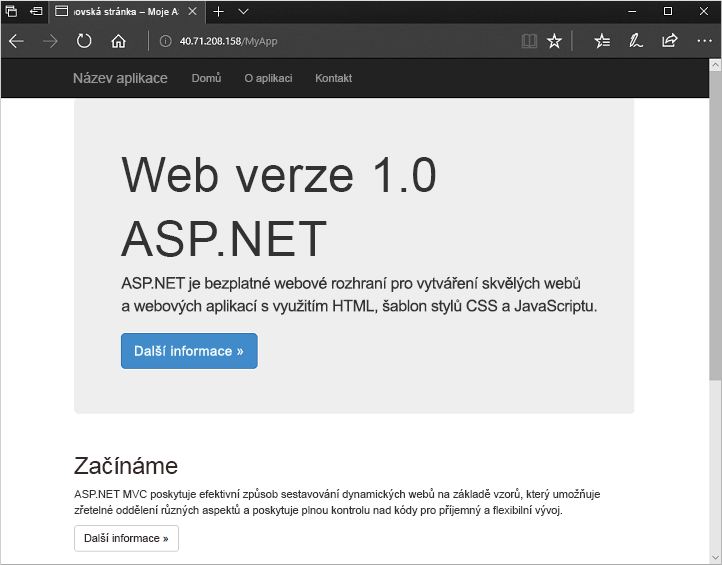 stránka – Moje A
40.71.208.158/MyApp
Název aplikace Domů O aplikaci Kontakt
Web verze 1.0
ASP.NET
ASP.NET je bezplatné webové rozhraní pro vytváření skvělých webů
a webových aplikací s využitím HTML, šablon stylů CSS a JavaScriptu.
Další informace »
Začínáme
ASP.NET MVC poskytuje efektivní způsob sestavování dynamických webů na základě vzorů, který umožňuje
zřetelné oddělení různých aspektů a poskytuje plnou kontrolu nad kódy pro příjemný a flexibilní vývoj.
Další informace »